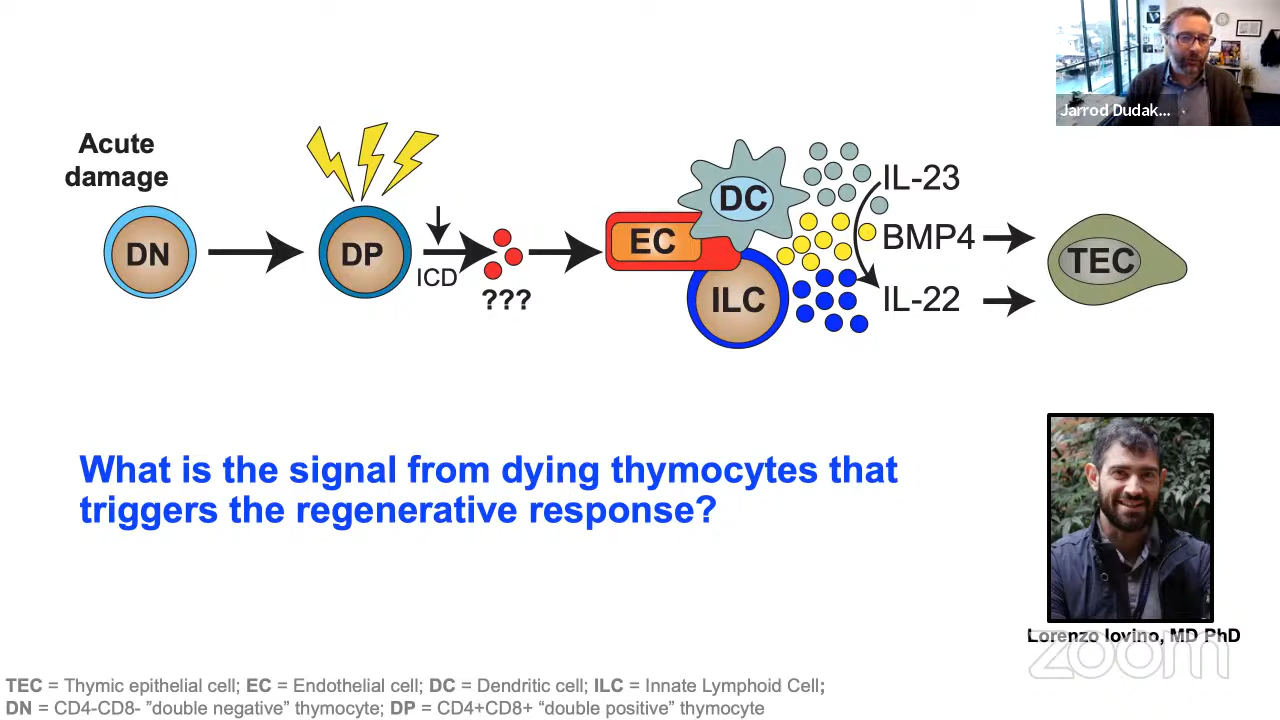 Jarrod Dudak...
Acute
damage
DN
DP
ICD
???
EC
DC
ILC
IL-23
BMP4
IL-22
TEC
What is the signal from dying thymocytes that
triggers the regenerative response?
Lorenzo Iovino, MD PhD
zoom
TEC = Thymic epithelial cell; EC = Endothelial cell; DC = Dendritic cell; ILC = Innate Lymphoid Cell;
DN = CD4-CD8- ”double negative” thymocyte; DP = CD4+CD8+ “double positive” thymocyte